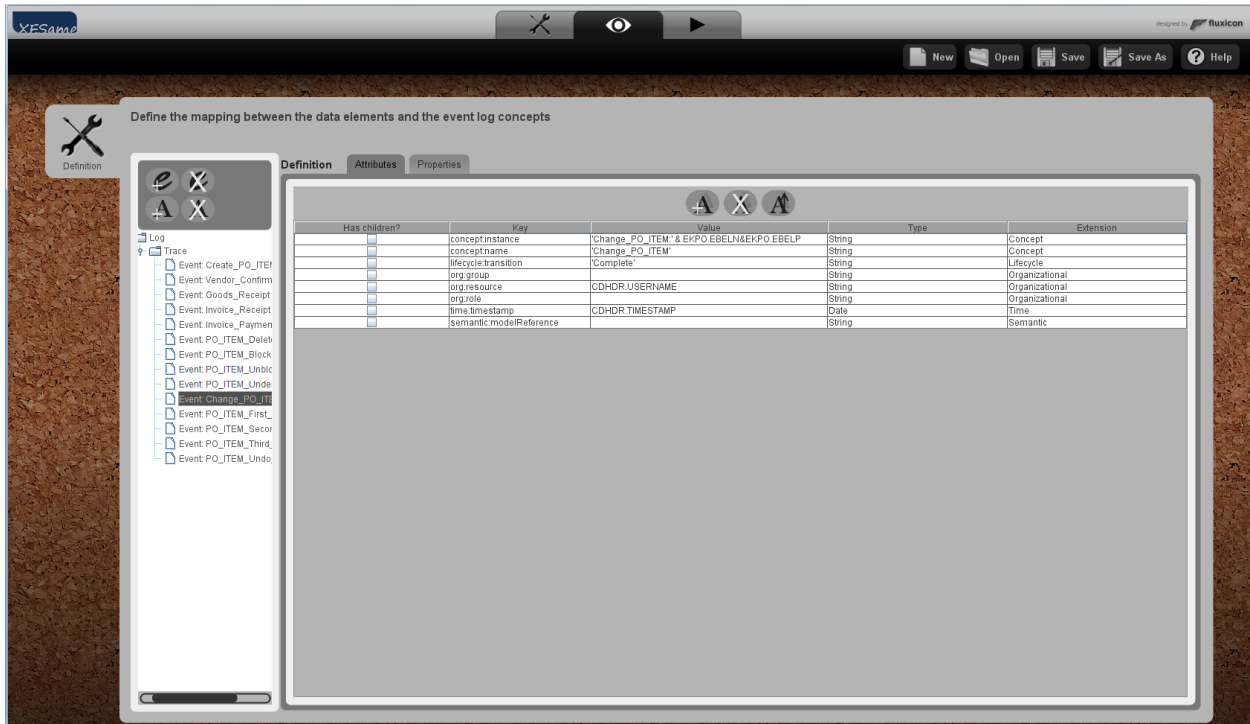 XESame
designed by fluxicon
New Open Save Save As Help
Define the mapping between the data elements and the event log concepts
Definition
Definition Attributes Properties
A X A
Has children? Key Value Type Extension
concept:instance 'Change_PO_ITEM:' & EKPO.EBELN&EKPO.EBELP String Concept
concept:name 'Change_PO_ITEM' String Concept
lifecycle:transition 'Complete' String Lifecycle
org:group String Organizational
org:resource CDHDR.USERNAME String Organizational
org:role String Organizational
time:timestamp CDHDR.TIMESTAMP Date Time
semantic:modelReference String Semantic
e e
A X
Log
Trace
Event: Create_PO_ITEM
Event: Vendor_Confirm
Event: Goods_Receipt
Event: Invoice_Receipt
Event: Invoice_Paymen
Event: PO_ITEM_Delet
Event: PO_ITEM_Block
Event: PO_ITEM_Unblo
Event: PO_ITEM_Unde
Event: Change_PO_ITE
Event: PO_ITEM_First_
Event: PO_ITEM_Secon
Event: PO_ITEM_Third_
Event: PO_ITEM_Undo_